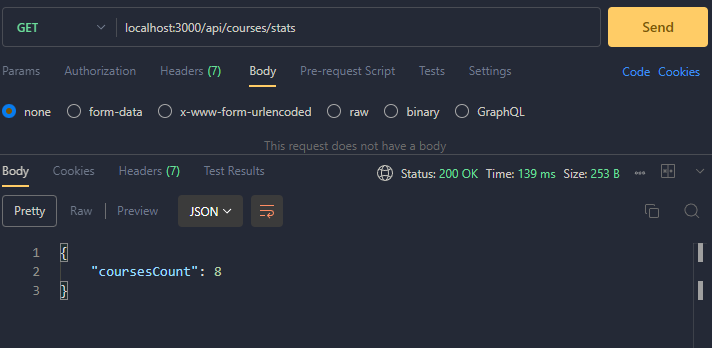 GET localhost:3000/api/courses/stats Send
Params Authorization Headers (7) Body Pre-request Script Tests Settings Code Cookies
none form-data x-www-form-urlencoded raw binary GraphQL
This request does not have a body
Body Cookies Headers (7) Test Results Status: 200 OK Time: 139 ms Size: 253 B
Pretty Raw Preview JSON
1 {
2 "coursesCount": 8
3 }